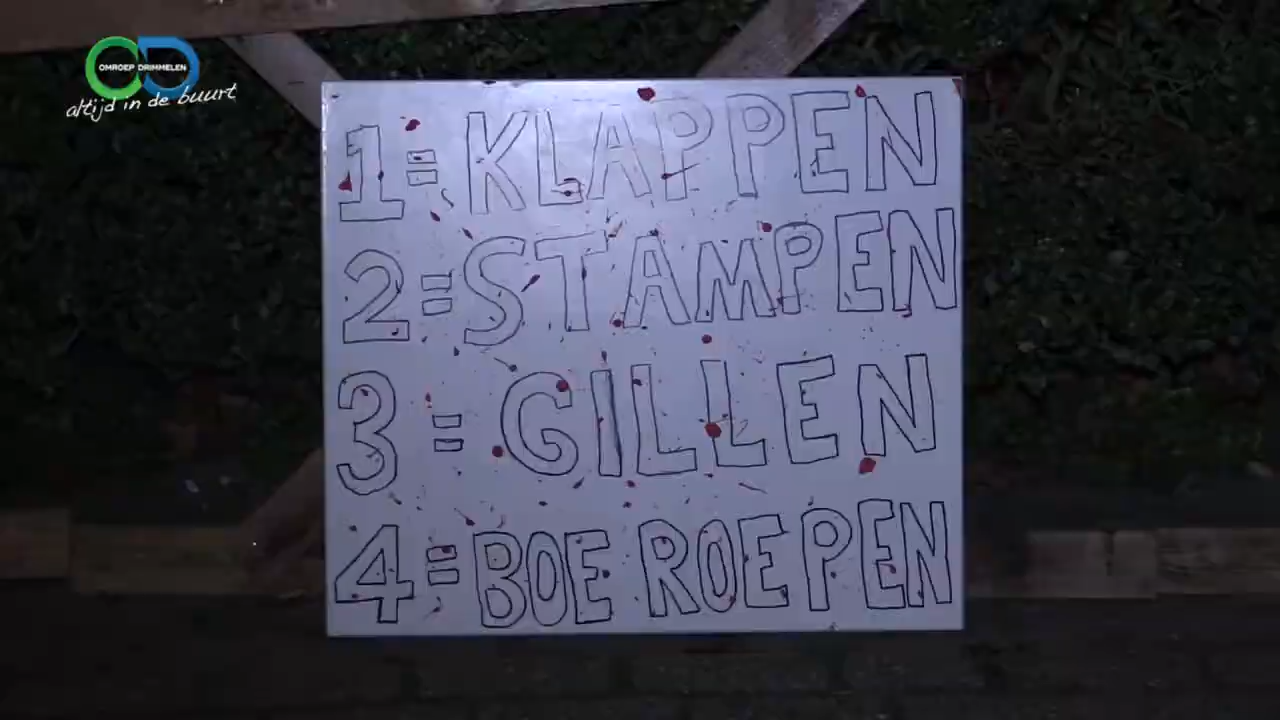 OMROEP DRIMMELEN
altijd in de buurt
1=KLAPPEN
2=STAMPEN
3=GILLEN
4=BOE ROEPEN